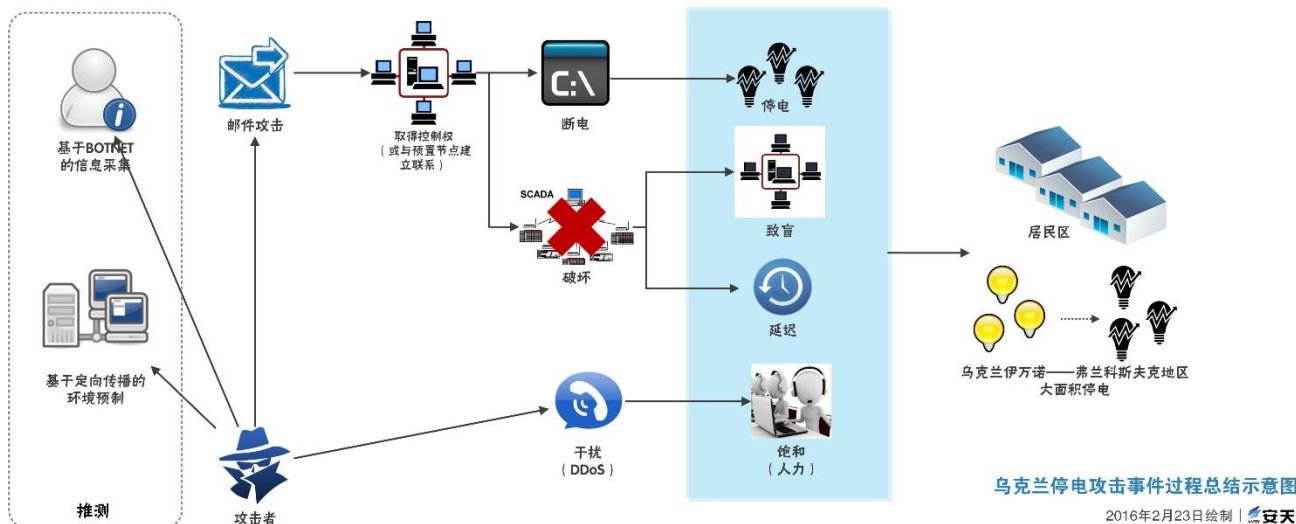 基于BOTNET
的信息采集
基于定向传播的
环境预制
推测
攻击者
邮件攻击
取得控制权
（或与预置节点建
立联系）
C:\
断电
SCADA
破坏
干扰
（DDoS）
停电
致盲
延迟
饱和
（人力）
居民区
乌克兰伊万诺——弗兰科斯夫克地区
大面积停电
乌克兰停电攻击事件过程总结示意图
2016年2月23日绘制 | 安天